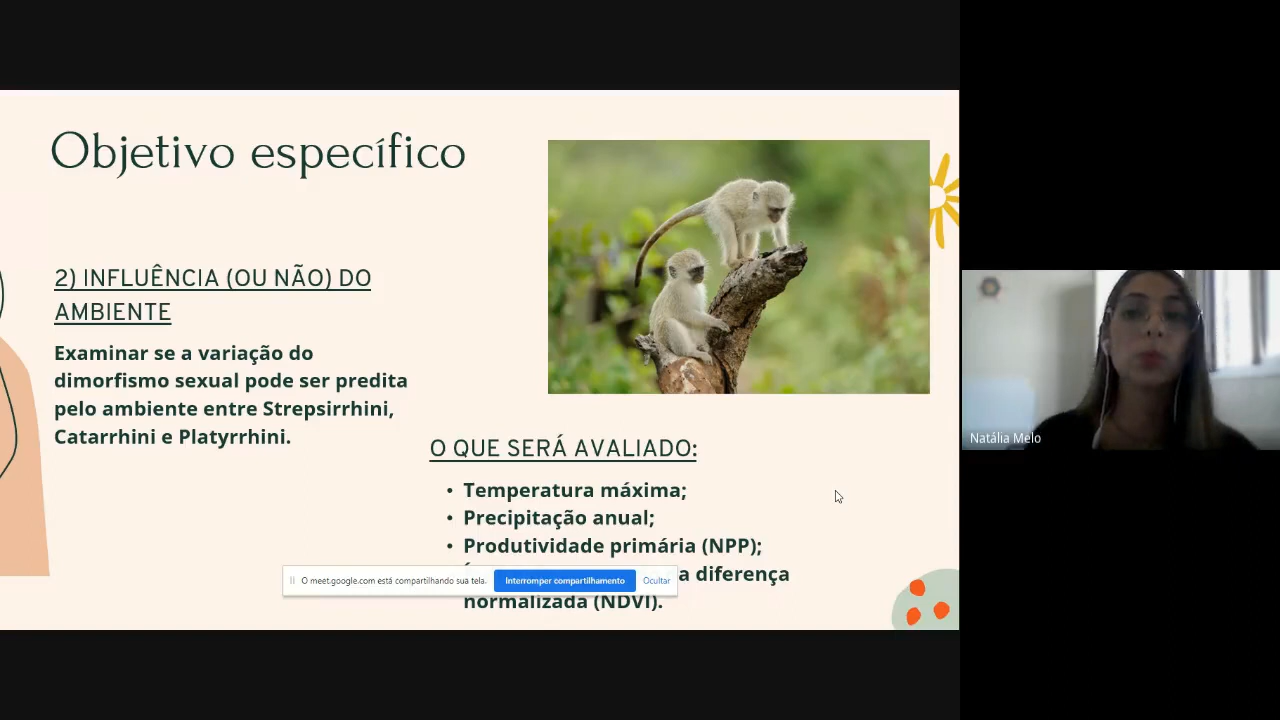 Objetivo específico
2) INFLUÊNCIA (OU NÃO) DO
AMBIENTE
Examinar se a variação do
dimorfismo sexual pode ser predita
pelo ambiente entre Strepsirrhini,
Catarrhini e Platyrrhini.
O QUE SERÁ AVALIADO:
• Temperatura máxima;
• Precipitação anual;
• Produtividade primária (NPP);
a diferença
normalizada (NDVI).
O meet.google.com está compartilhando sua tela.
Interromper compartilhamento
Ocultar
Natália Melo